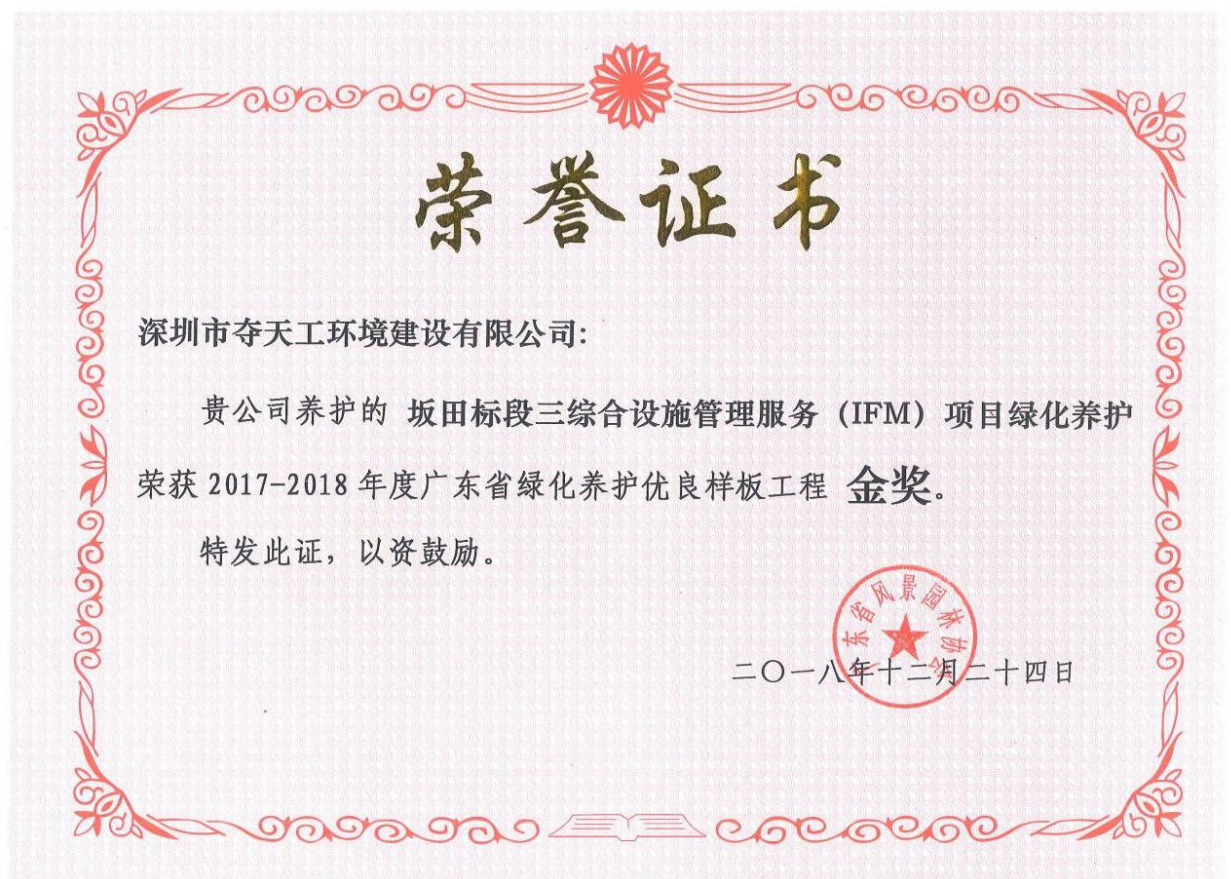 荣誉证书
深圳市夺天工环境建设有限公司:
贵公司养护的 坂田标段三综合设施管理服务（IFM）项目绿化养护
荣获 2017-2018 年度广东省绿化养护优良样板工程 金奖。
特发此证，以资鼓励。
广东省风景园林协会
二〇一八年十二月二十四日